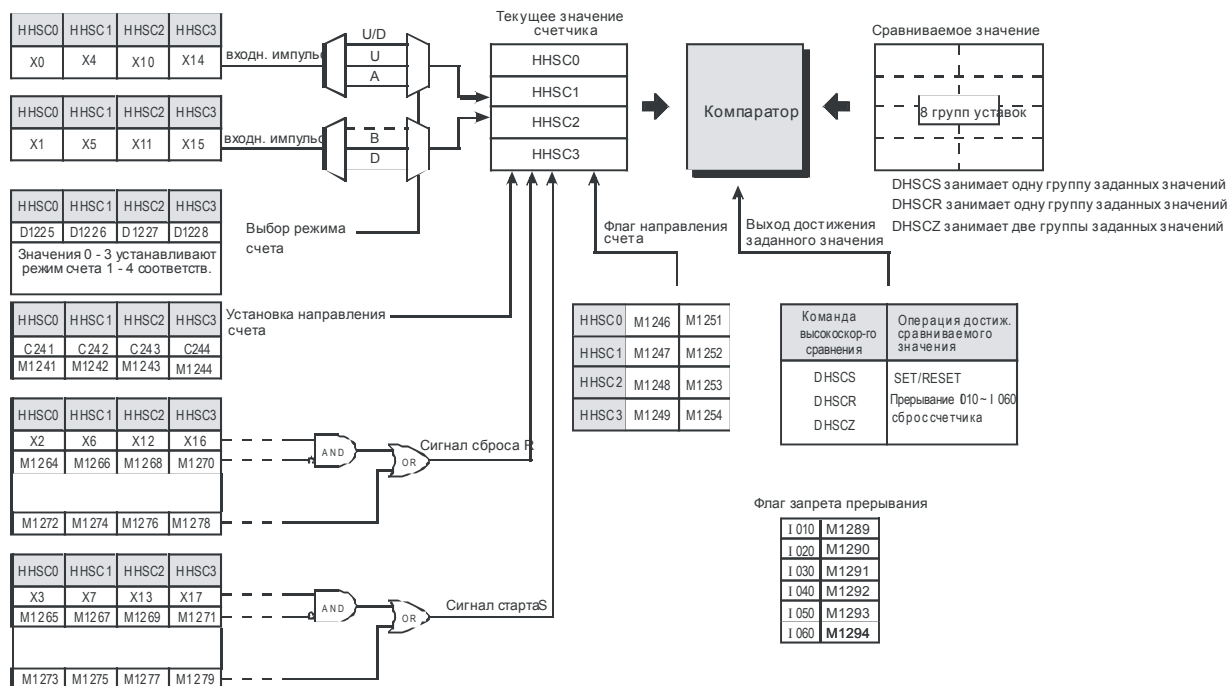 HHSC0 HHSC1 HHSC2 HHSC3
X0 X4 X10 X14
входн. импульс
U/D
U
A
HHSC0 HHSC1 HHSC2 HHSC3
X1 X5 X11 X15
входн. импульс
B
D
Текущее значение
счетчика
HHSC0
HHSC1
HHSC2
HHSC3
Компаратор
Сравниваемое значение
8 групп уставок
DHSCS занимает одну группу заданных значений
DHSCR занимает одну группу заданных значений
DHSCZ занимает две группы заданных значений
HHSC0 HHSC1 HHSC2 HHSC3
D1225 D1226 D1227 D1228
Значения 0 - 3 устанавливают
режим счета 1 - 4 соответств.
Выбор режима
счета
Флаг направления
счета
Выход достижения
заданного значения
HHSC0 HHSC1 HHSC2 HHSC3
C241 C242 C243 C244
M1241 M1242 M1243 M1244
Установка направления
счета
HHSC0 M1246 M1251
HHSC1 M1247 M1252
HHSC2 M1248 M1253
HHSC3 M1249 M1254
Команда
высокоскор-го
сравнения
Операция достиж.
сравниваемого
значения
DHSCS
DHSCR
DHSCZ
SET/RESET
Прерывание I010~ I 060
сброс счетчика
HHSC0 HHSC1 HHSC2 HHSC3
X2 X6 X12 X16
M1264 M1266 M1268 M1270
M1272 M1274 M1276 M1278
AND
OR
Сигнал сброса R
HHSC0 HHSC1 HHSC2 HHSC3
X3 X7 X13 X17
M1265 M1267 M1269 M1271
M1273 M1275 M1277 M1279
AND
OR
Сигнал старта S
Флаг запрета прерывания
I 010 M1289
I 020 M1290
I 030 M1291
I 040 M1292
I 050 M1293
I 060 M1294